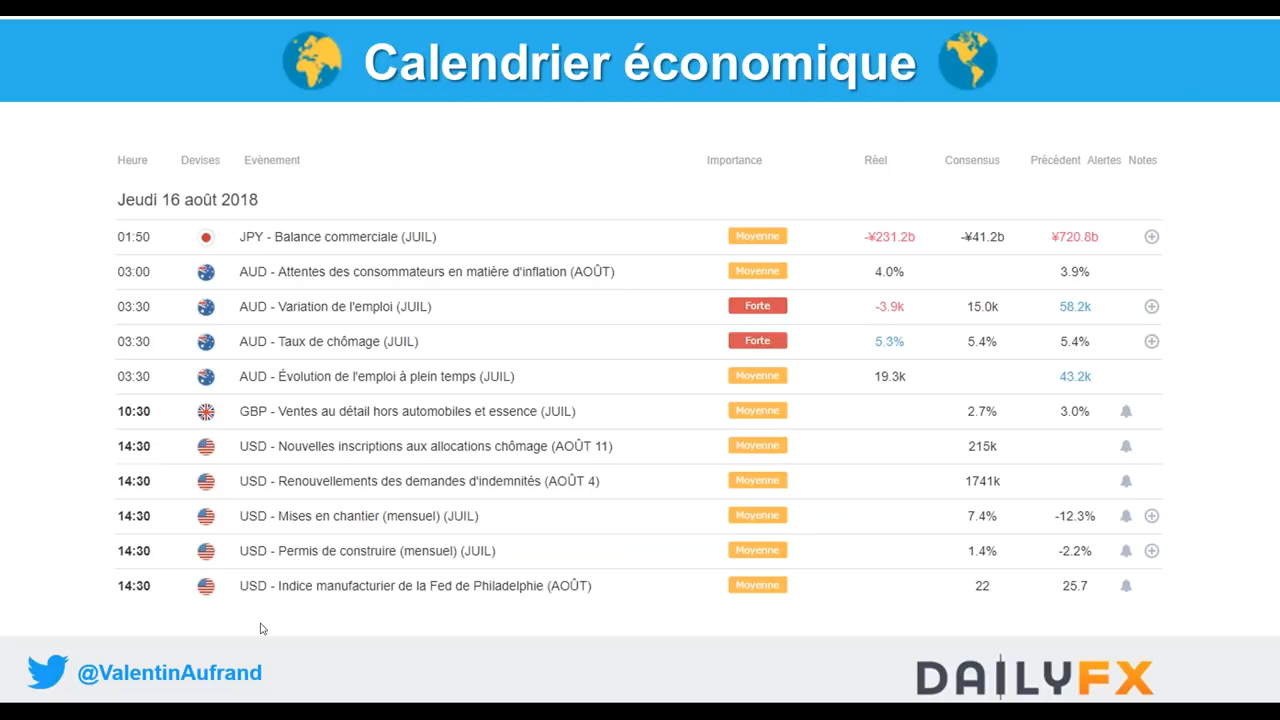 Calendrier économique
Heure Devises Evènement Importance Réel Consensus Précédent Alertes Notes
Jeudi 16 août 2018
01:50 JPY - Balance commerciale (JUIL) Moyenne -¥231.2b -¥41.2b ¥720.8b
03:00 AUD - Attentes des consommateurs en matière d'inflation (AOÛT) Moyenne 4.0% 3.9%
03:30 AUD - Variation de l'emploi (JUIL) Forte -3.9k 15.0k 58.2k
03:30 AUD - Taux de chômage (JUIL) Forte 5.3% 5.4% 5.4%
03:30 AUD - Évolution de l'emploi à plein temps (JUIL) Moyenne 19.3k 43.2k
10:30 GBP - Ventes au détail hors automobiles et essence (JUIL) Moyenne 2.7% 3.0%
14:30 USD - Nouvelles inscriptions aux allocations chômage (AOÛT 11) Moyenne 215k
14:30 USD - Renouvellements des demandes d'indemnités (AOÛT 4) Moyenne 1741k
14:30 USD - Mises en chantier (mensuel) (JUIL) Moyenne 7.4% -12.3%
14:30 USD - Permis de construire (mensuel) (JUIL) Moyenne 1.4% -2.2%
14:30 USD - Indice manufacturier de la Fed de Philadelphie (AOÛT) Moyenne 22 25.7
@ValentinAufrand
DAILYFX